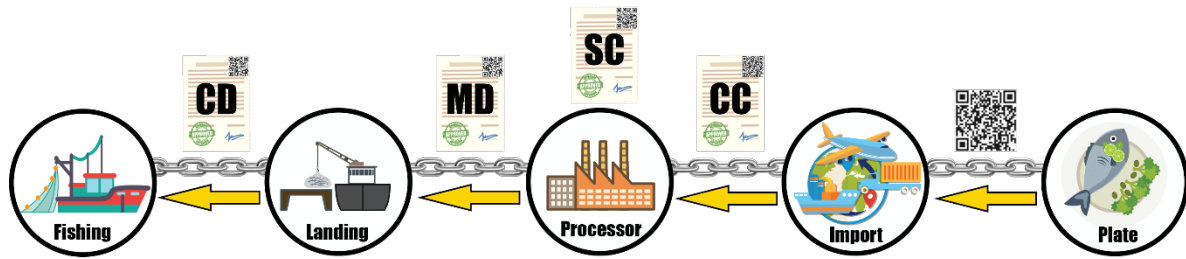 CD
MD
SC
CC
Fishing
Landing
Processor
Import
Plate